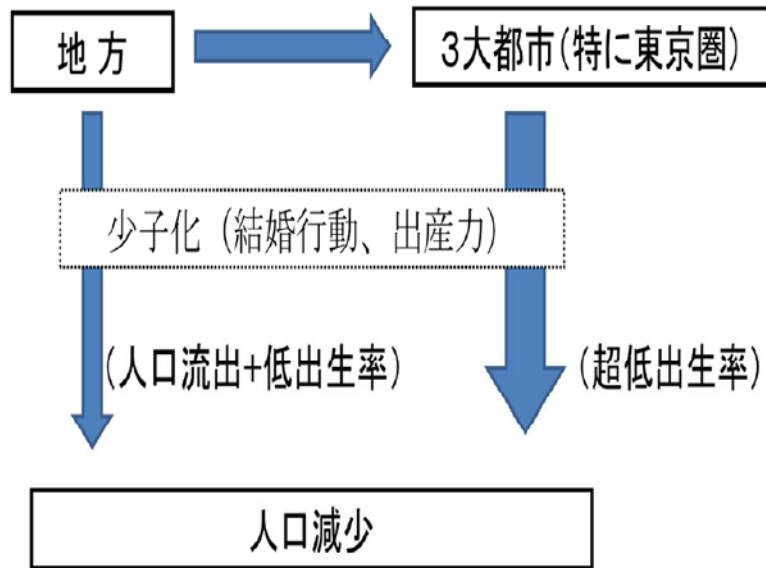 地方
3大都市(特に東京圏)
少子化(結婚行動、出産力)
(人口流出+低出生率)
(超低出生率)
人口減少